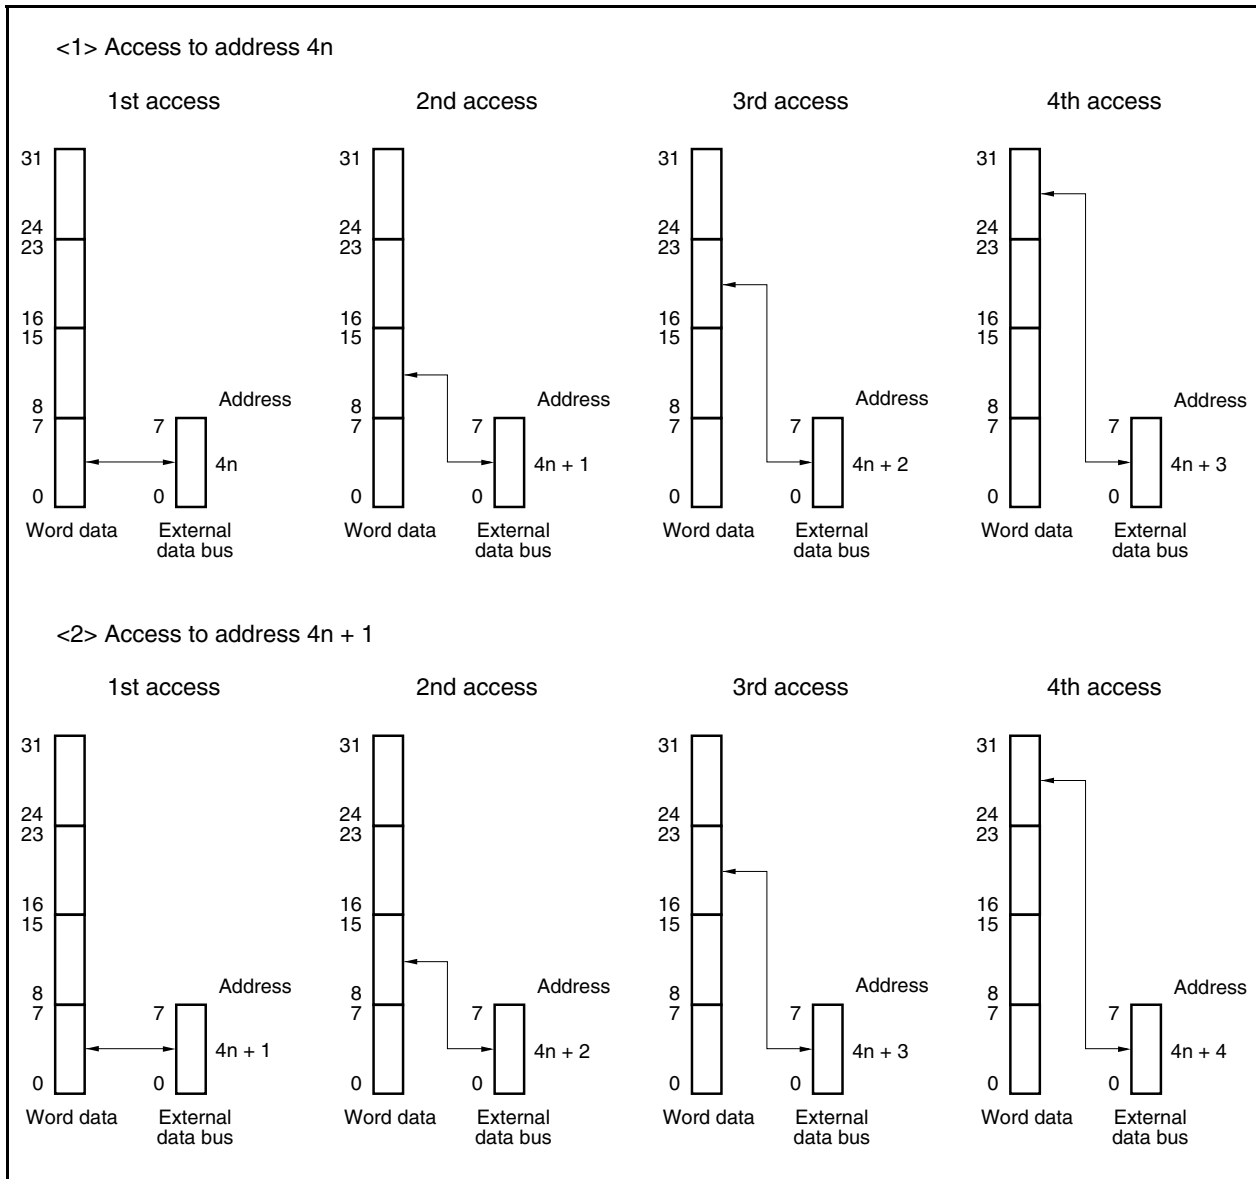 <1> Access to address 4n
1st access 2nd access 3rd access 4th access
31 31 31 31
24 24 24 24
23 23 23 23
16 16 16 16
15 15 15 15
Address Address Address Address
8 8 8 8
7 7 7 7 7 7 7 7
4n 4n + 1 4n + 2 4n + 3
0 0 0 0 0 0 0 0
Word data External Word data External Word data External Word data External
data bus data bus data bus data bus
<2> Access to address 4n + 1
1st access 2nd access 3rd access 4th access
31 31 31 31
24 24 24 24
23 23 23 23
16 16 16 16
15 15 15 15
Address Address Address Address
8 8 8 8
7 7 7 7 7 7 7 7
4n + 1 4n + 2 4n + 3 4n + 4
0 0 0 0 0 0 0 0
Word data External Word data External Word data External Word data External
data bus data bus data bus data bus